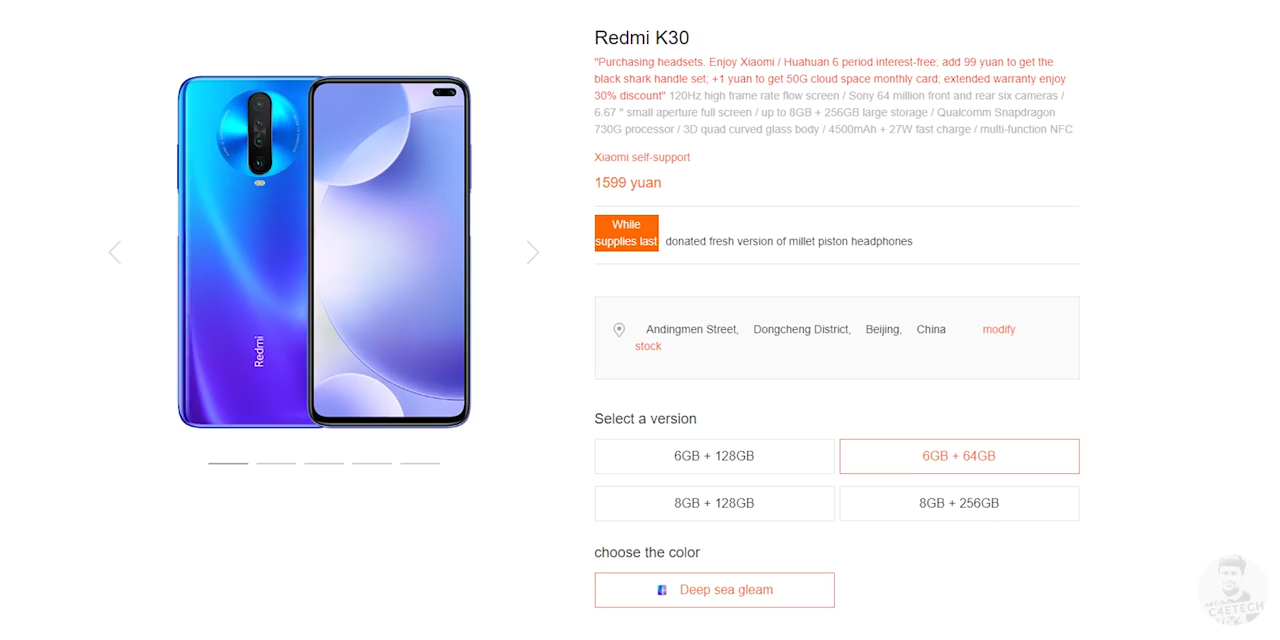 Redmi K30
"Purchasing headsets. Enjoy Xiaomi / Huahuan 6 period interest-free; add 99 yuan to get the
black shark handle set; +1 yuan to get 50G cloud space monthly card; extended warranty enjoy
30% discount" 120Hz high frame rate flow screen / Sony 64 million front and rear six cameras /
6.67 " small aperture full screen / up to 8GB + 256GB large storage / Qualcomm Snapdragon
730G processor / 3D quad curved glass body / 4500mAh + 27W fast charge / multi-function NFC
Xiaomi self-support
1599 yuan
While
supplies last donated fresh version of millet piston headphones
Andingmen Street, Dongcheng District, Beijing, China modify
stock
Redmi
Select a version
6GB + 128GB 6GB + 64GB
8GB + 128GB 8GB + 256GB
choose the color
Deep sea gleam
C4ETECH